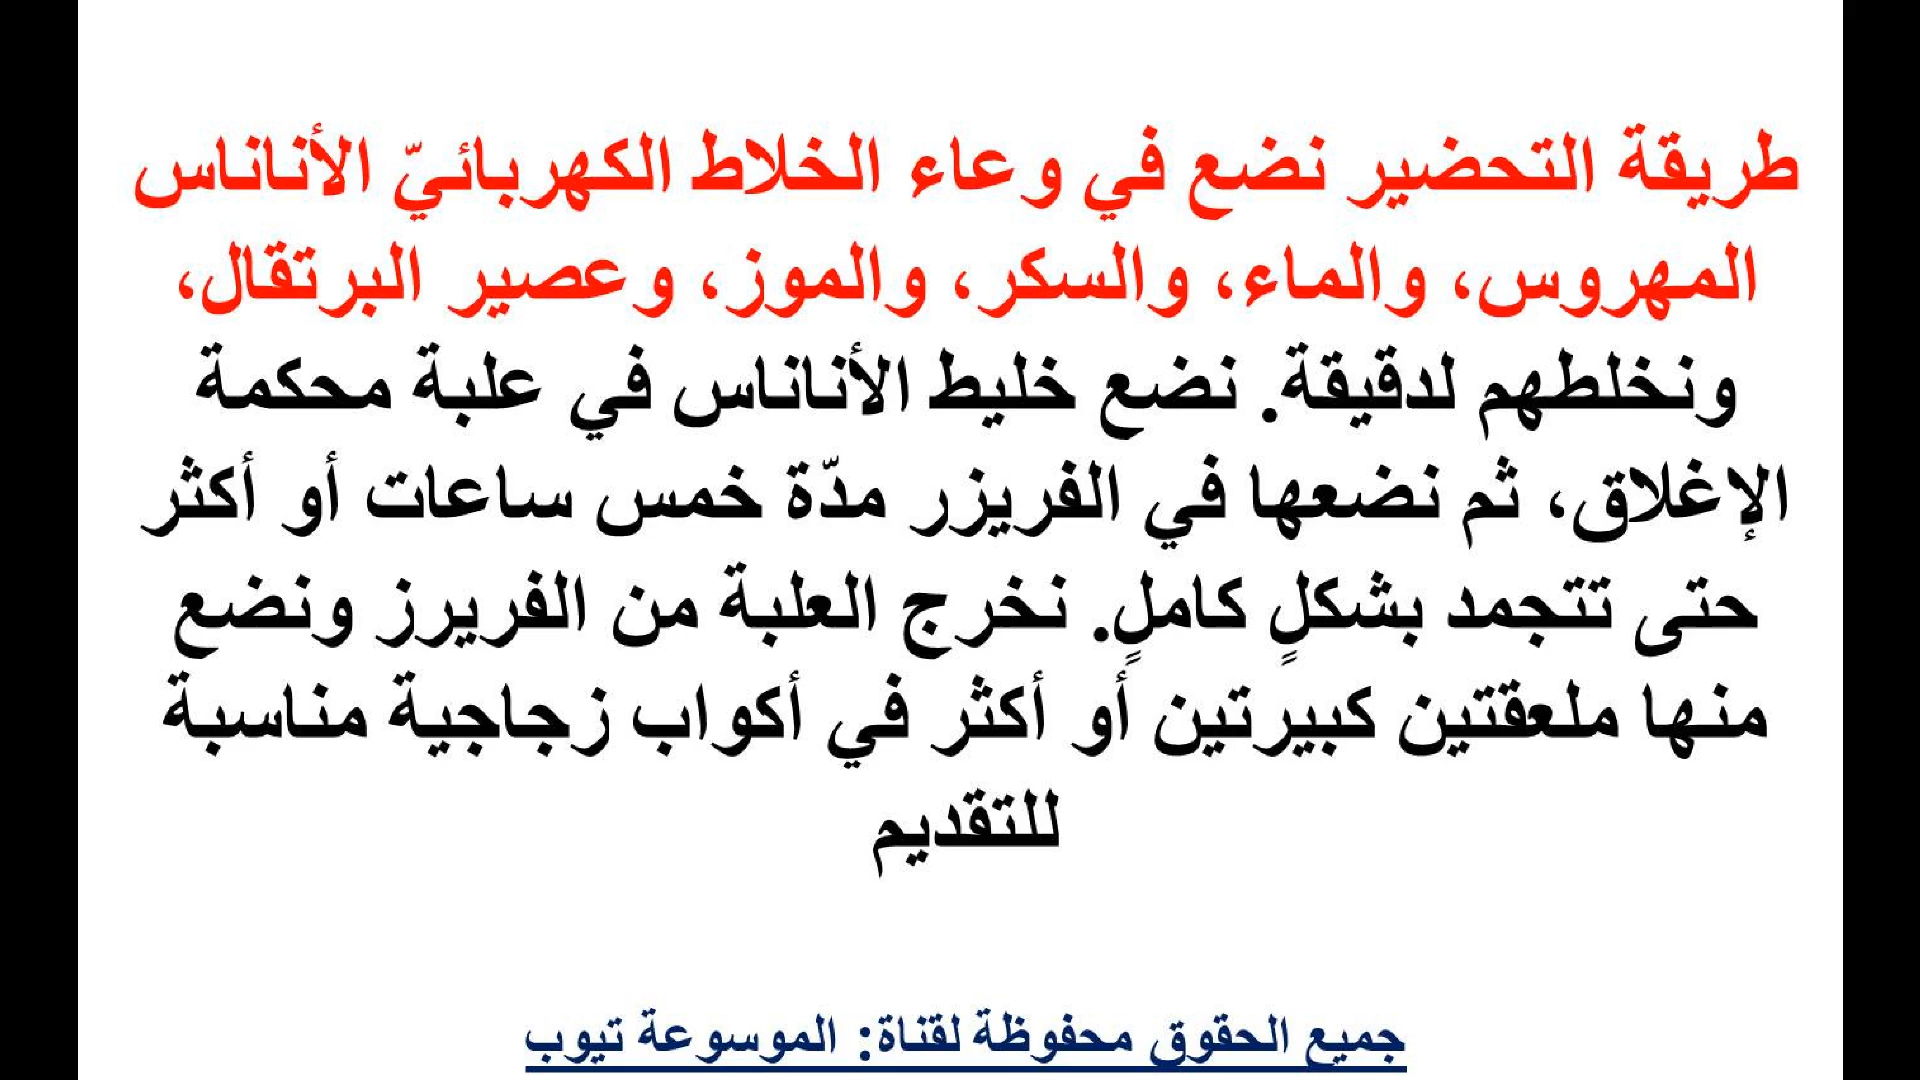 طريقة التحضير نضع في وعاء الخلاط الكهربائيّ الأناناس
المهروس، والماء، والسكر، والموز، وعصير البرتقال،
ونخلطهم لدقيقة. نضع خليط الأناناس في علبة محكمة
الإغلاق، ثم نضعها في الفريزر مدّة خمس ساعات أو أكثر
حتى تتجمد بشكلٍ كاملٍ. نخرج العلبة من الفريرز ونضع
منها ملعقتين كبيرتين أو أكثر في أكواب زجاجية مناسبة
للتقديم
جميع الحقوق محفوظة لقناة: الموسوعة تيوب